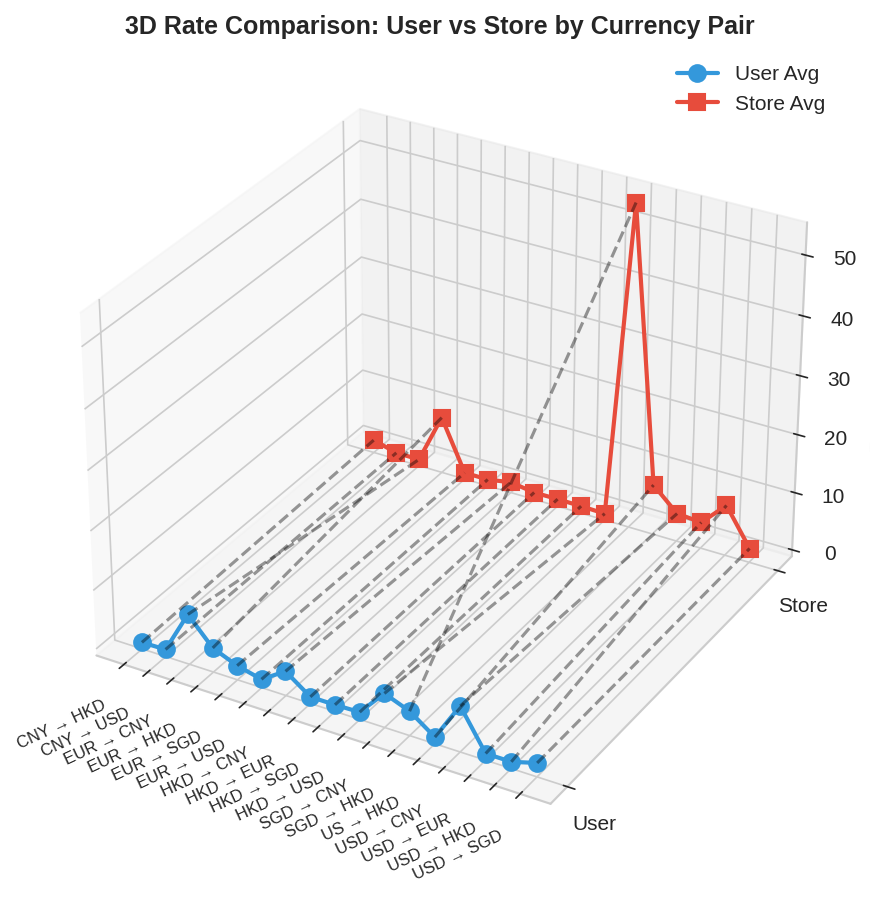 3D Rate Comparison: User vs Store by Currency Pair
User Avg
Store Avg
50
40
30
20
10
0
Store
User
CNY → HKD
CNY → USD
EUR → CNY
EUR → HKD
EUR → SGD
EUR → USD
HKD → CNY
HKD → EUR
HKD → SGD
HKD → USD
SGD → CNY
SGD → HKD
US → HKD
USD → CNY
USD → EUR
USD → HKD
USD → SGD